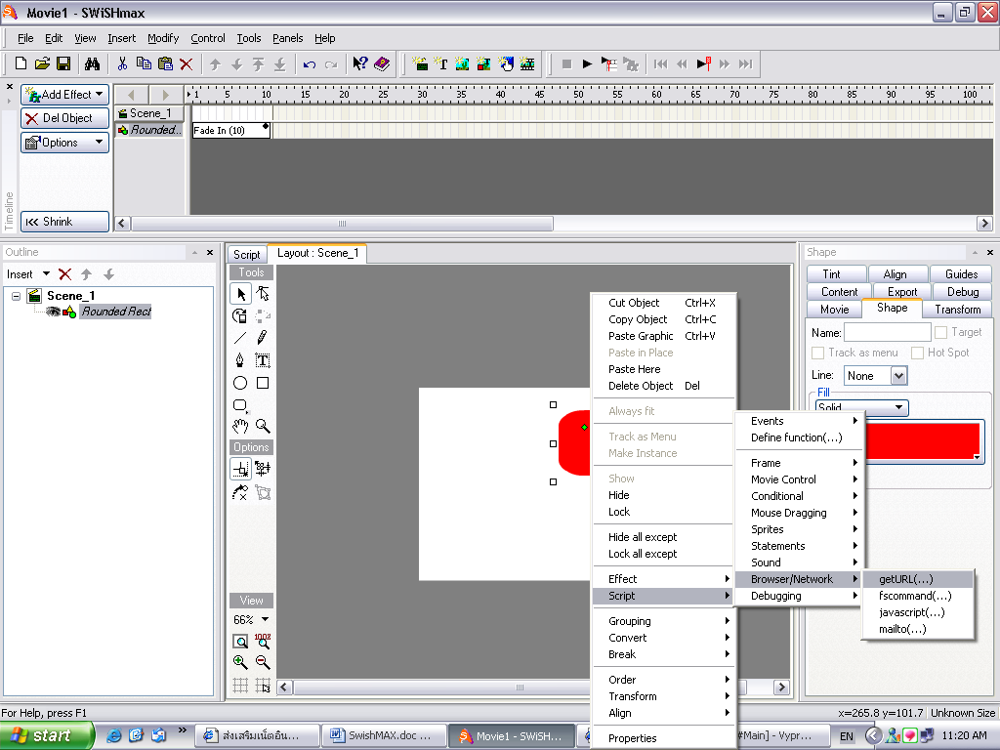 Movie1 - SWiSHmax
File Edit View Insert Modify Control Tools Panels Help
Add Effect
1 5 10 15 20 25 30 35 40 45 50 55 60 65 70 75 80 85 90 95 100
Del Object
Scene_1
Options
Rounded...
Fade In (10)
Timeline
Shrink
Outline
Insert
Scene_1
Rounded Rect
Script
Layout : Scene_1
Tools
Options
View
66%
100%
Cut Object Ctrl+X
Copy Object Ctrl+C
Paste Graphic Ctrl+V
Paste in Place
Paste Here
Delete Object Del
Always fit
Track as Menu
Make Instance
Show
Hide
Lock
Hide all except
Lock all except
Effect
Script
Grouping
Convert
Break
Order
Transform
Align
Properties
Events
Define function(...)
Frame
Movie Control
Conditional
Mouse Dragging
Sprites
Statements
Sound
Browser/Network
Debugging
getURL(...)
fscommand(...)
javascript(...)
mailto(...)
Shape
Tint Align Guides
Content Export Debug
Movie Shape Transform
Name: Target
Track as menu Hot Spot
Line: None
Fill
Solid
For Help, press F1
x=265.8 y=101.7 Unknown Size
start
ส่งเสริมเน็ตอิน...
SwishMAX.doc ...
Movie1 - SWiSH...
#Main] - Vypr...
EN
11:20 AM